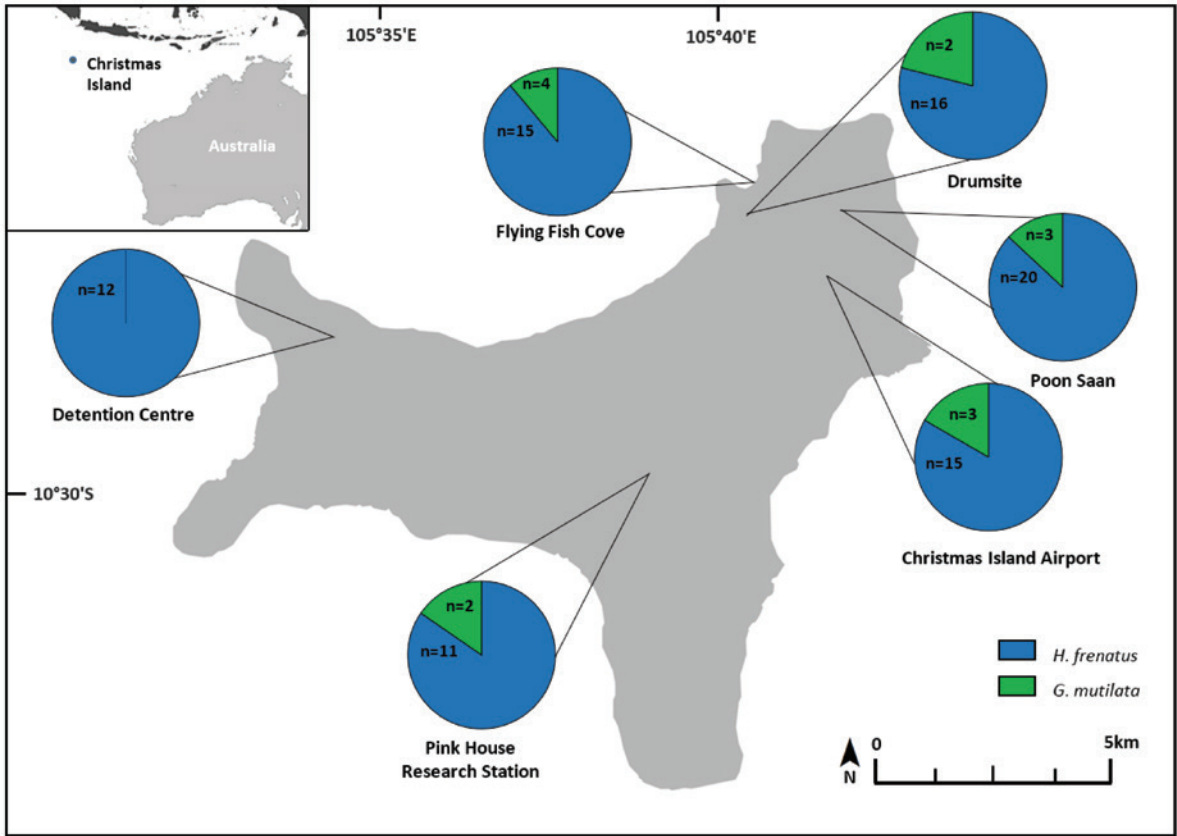 105°35'E
105°40'E
Christmas
Island
Australia
n=4
n=15
Flying Fish Cove
n=2
n=16
Drumsite
n=3
n=20
Poon Saan
n=12
Detention Centre
n=3
n=15
Christmas Island Airport
10°30'S
n=2
n=11
Pink House
Research Station
H. frenatus
G. mutilata
0
5km
N